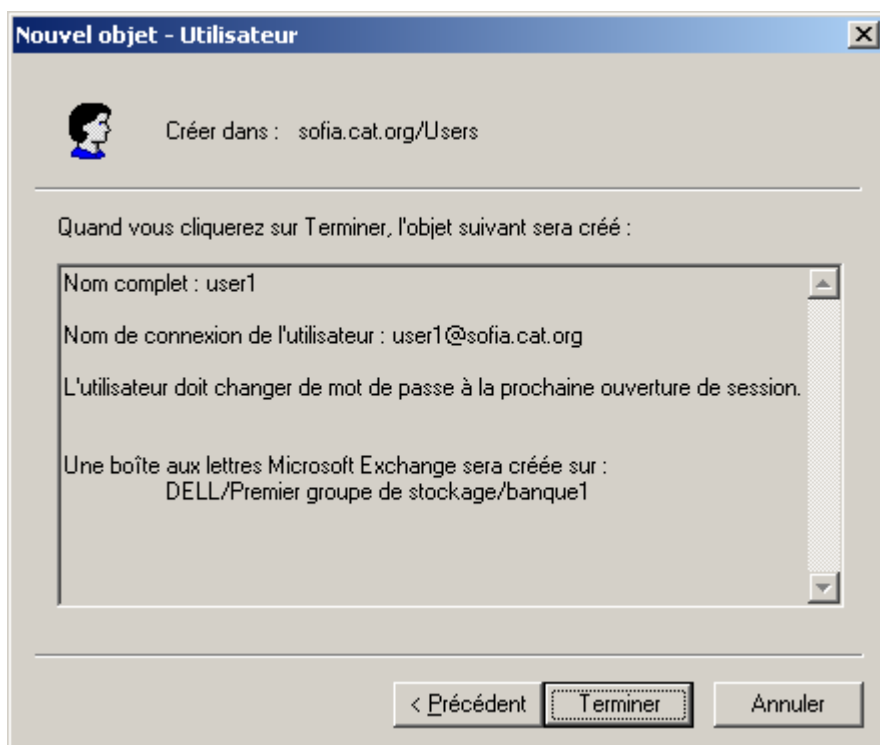 Nouvel objet - Utilisateur
Créer dans : sofia.cat.org/Users
Quand vous cliquerez sur Terminer, l'objet suivant sera créé :
Nom complet : user1
Nom de connexion de l'utilisateur : user1@sofia.cat.org
L'utilisateur doit changer de mot de passe à la prochaine ouverture de session.
Une boîte aux lettres Microsoft Exchange sera créée sur :
DELL/Premier groupe de stockage/banque1
< Précédent Terminer Annuler